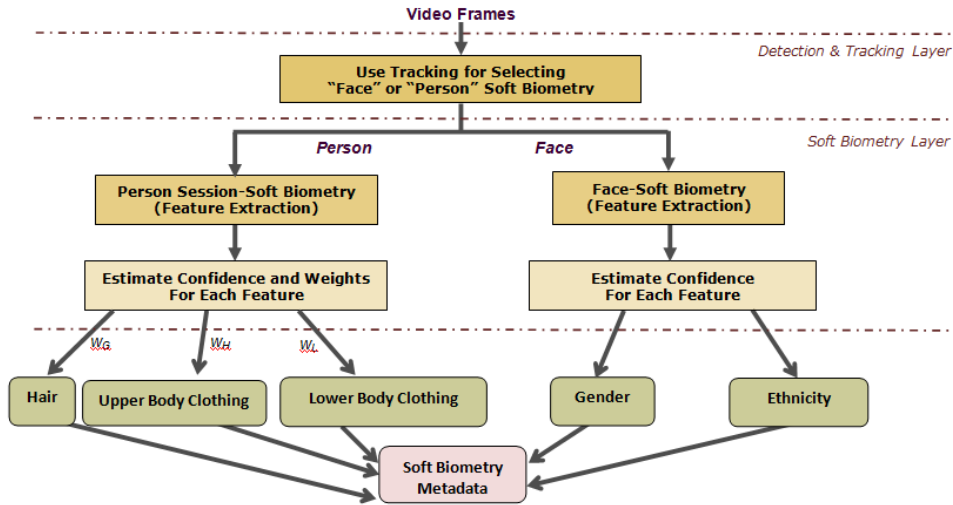 Video Frames
Detection & Tracking Layer
Use Tracking for Selecting
“Face” or “Person” Soft Biometry
Soft Biometry Layer
Person
Face
Person Session-Soft Biometry
(Feature Extraction)
Face-Soft Biometry
(Feature Extraction)
Estimate Confidence and Weights
For Each Feature
Estimate Confidence
For Each Feature
WG
WH
WL
Hair
Upper Body Clothing
Lower Body Clothing
Gender
Ethnicity
Soft Biometry
Metadata